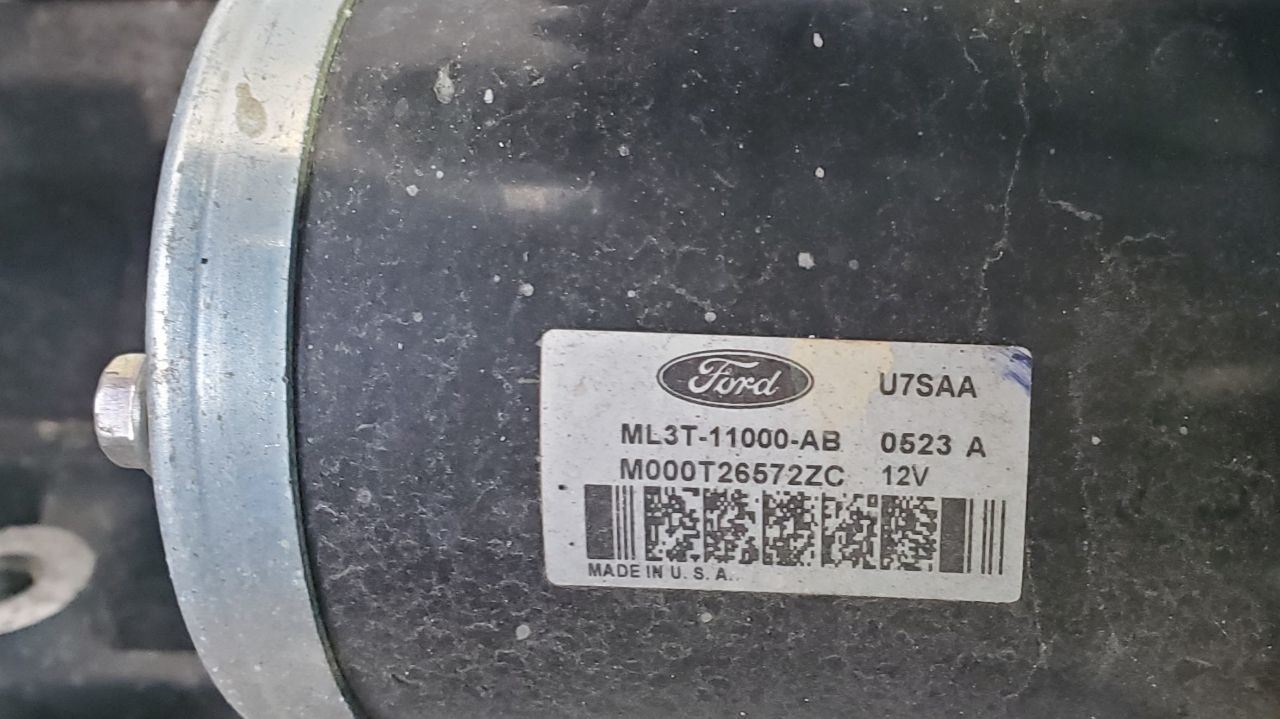 Ford U7SAA
ML3T-11000-AB 0523 A
M000T26572ZC 12V
MADE IN U. S. A.